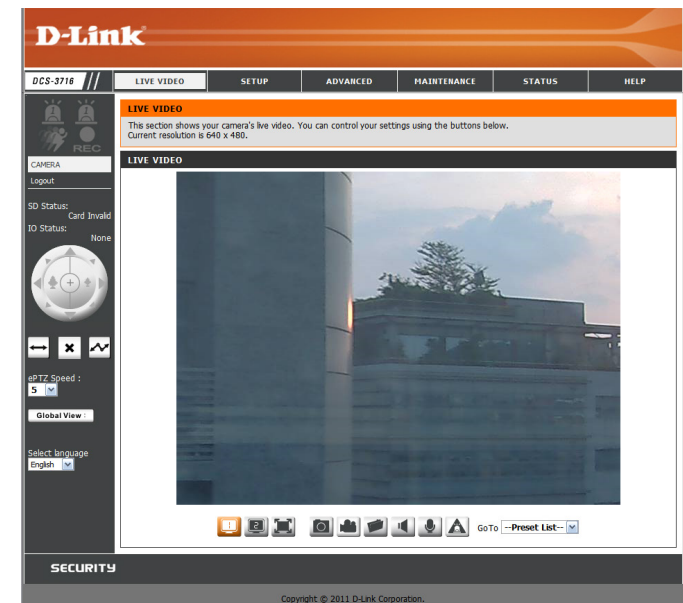 D-Link
DCS-3716 // LIVE VIDEO SETUP ADVANCED MAINTENANCE STATUS HELP
REC
CAMERA
Logout
SD Status:
Card Invalid
IO Status:
None
ePTZ Speed :
5
Global View :
Select language
English
LIVE VIDEO
This section shows your camera's live video. You can control your settings using the buttons below.
Current resolution is 640 x 480.
LIVE VIDEO
1 2 GoTo --Preset List--
SECURITY
Copyright © 2011 D-Link Corporation.